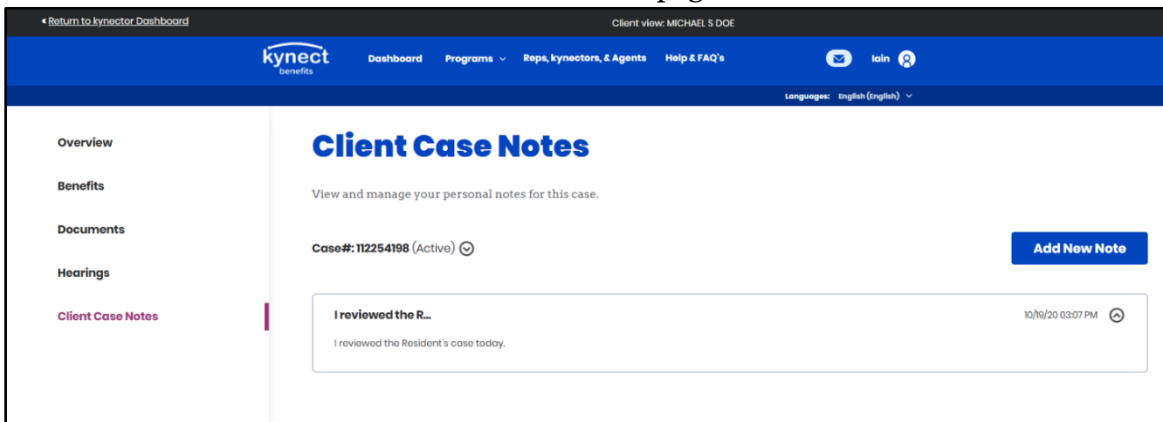 Return to kynector Dashboard
Client view: MICHAEL S DOE
kynect
benefits
Dashboard Programs Reps, kynectors, & Agents Help & FAQ's Iain
Languages: English (English)
Overview
Benefits
Documents
Hearings
Client Case Notes
Client Case Notes
View and manage your personal notes for this case.
Case#: 112254198 (Active)
Add New Note
I reviewed the R...
10/19/20 03:07 PM
I reviewed the Resident's case today.